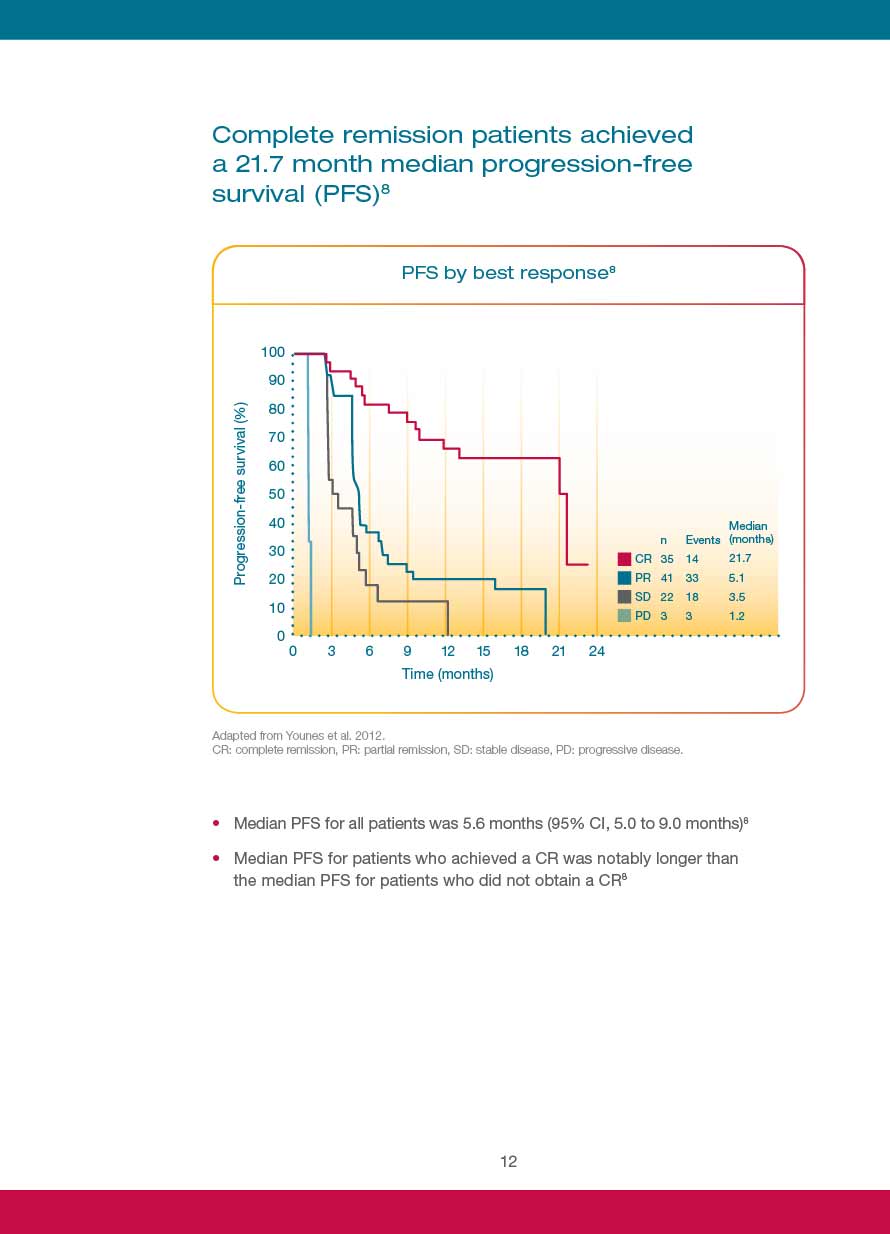 Complete remission patients achieved
a 21.7 month median progression-free
survival (PFS)⁸
PFS by best response⁸
Progression-free survival (%)
100
90
80
70
60
50
40
30
20
10
0
0 3 6 9 12 15 18 21 24
Time (months)
n Events Median (months)
CR 35 14 21.7
PR 41 33 5.1
SD 22 18 3.5
PD 3 3 1.2
Adapted from Younes et al. 2012.
CR: complete remission, PR: partial remission, SD: stable disease, PD: progressive disease.
• Median PFS for all patients was 5.6 months (95% CI, 5.0 to 9.0 months)⁸
• Median PFS for patients who achieved a CR was notably longer than
the median PFS for patients who did not obtain a CR⁸
12